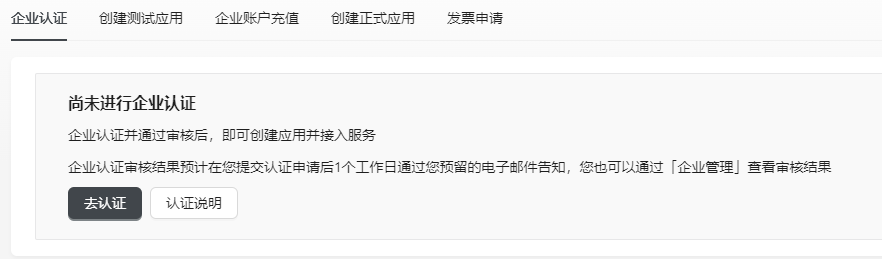 企业认证 创建测试应用 企业账户充值 创建正式应用 发票申请
尚未进行企业认证
企业认证并通过审核后，即可创建应用并接入服务
企业认证审核结果预计在您提交认证申请后1个工作日通过您预留的电子邮件告知，您也可以通过「企业管理」查看审核结果
去认证 认证说明